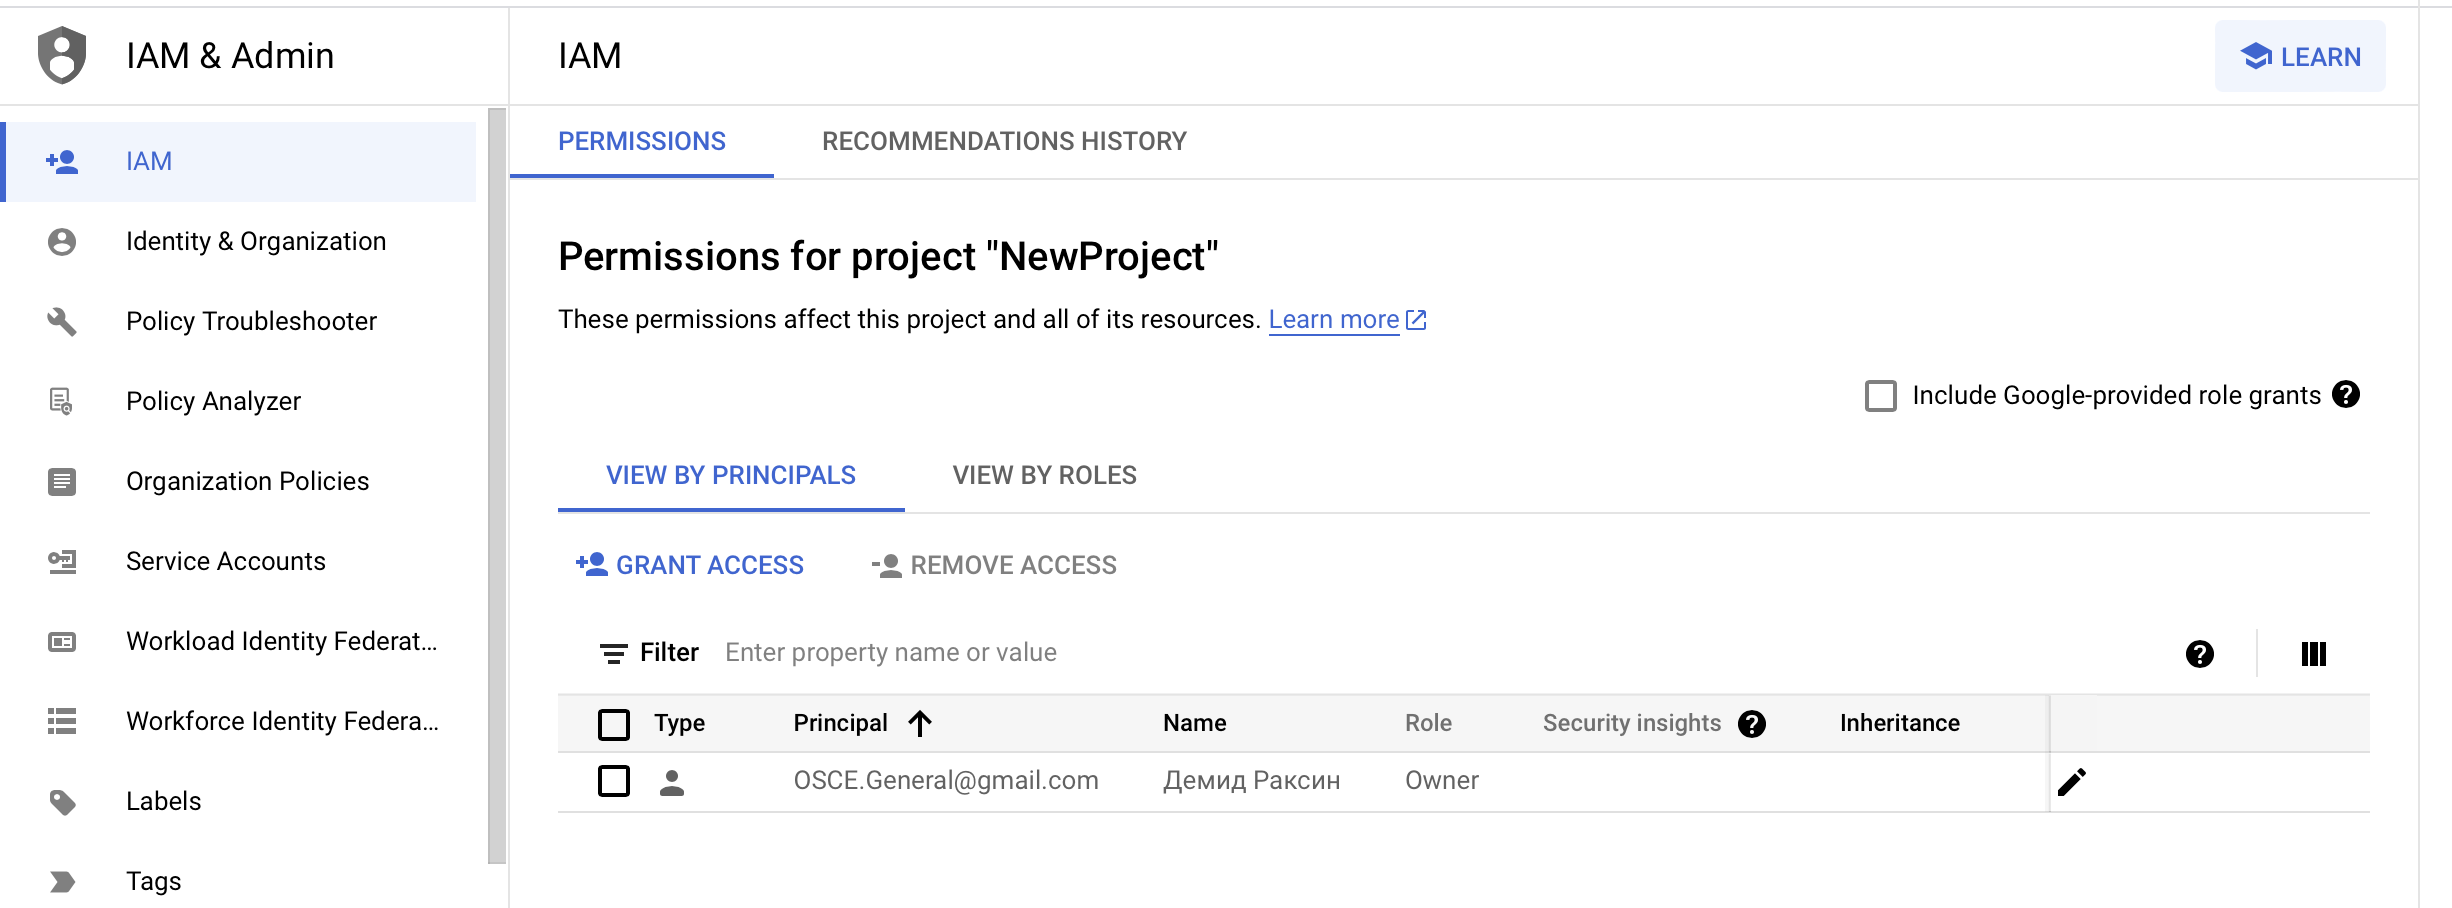 IAM & Admin
IAM
LEARN
IAM
Identity & Organization
Policy Troubleshooter
Policy Analyzer
Organization Policies
Service Accounts
Workload Identity Federat...
Workforce Identity Federa...
Labels
Tags
PERMISSIONS RECOMMENDATIONS HISTORY
Permissions for project "NewProject"
These permissions affect this project and all of its resources. Learn more
Include Google-provided role grants ?
VIEW BY PRINCIPALS VIEW BY ROLES
GRANT ACCESS REMOVE ACCESS
Filter Enter property name or value ?
Type Principal Name Role Security insights ? Inheritance
OSCE.General@gmail.com Демид Раксин Owner